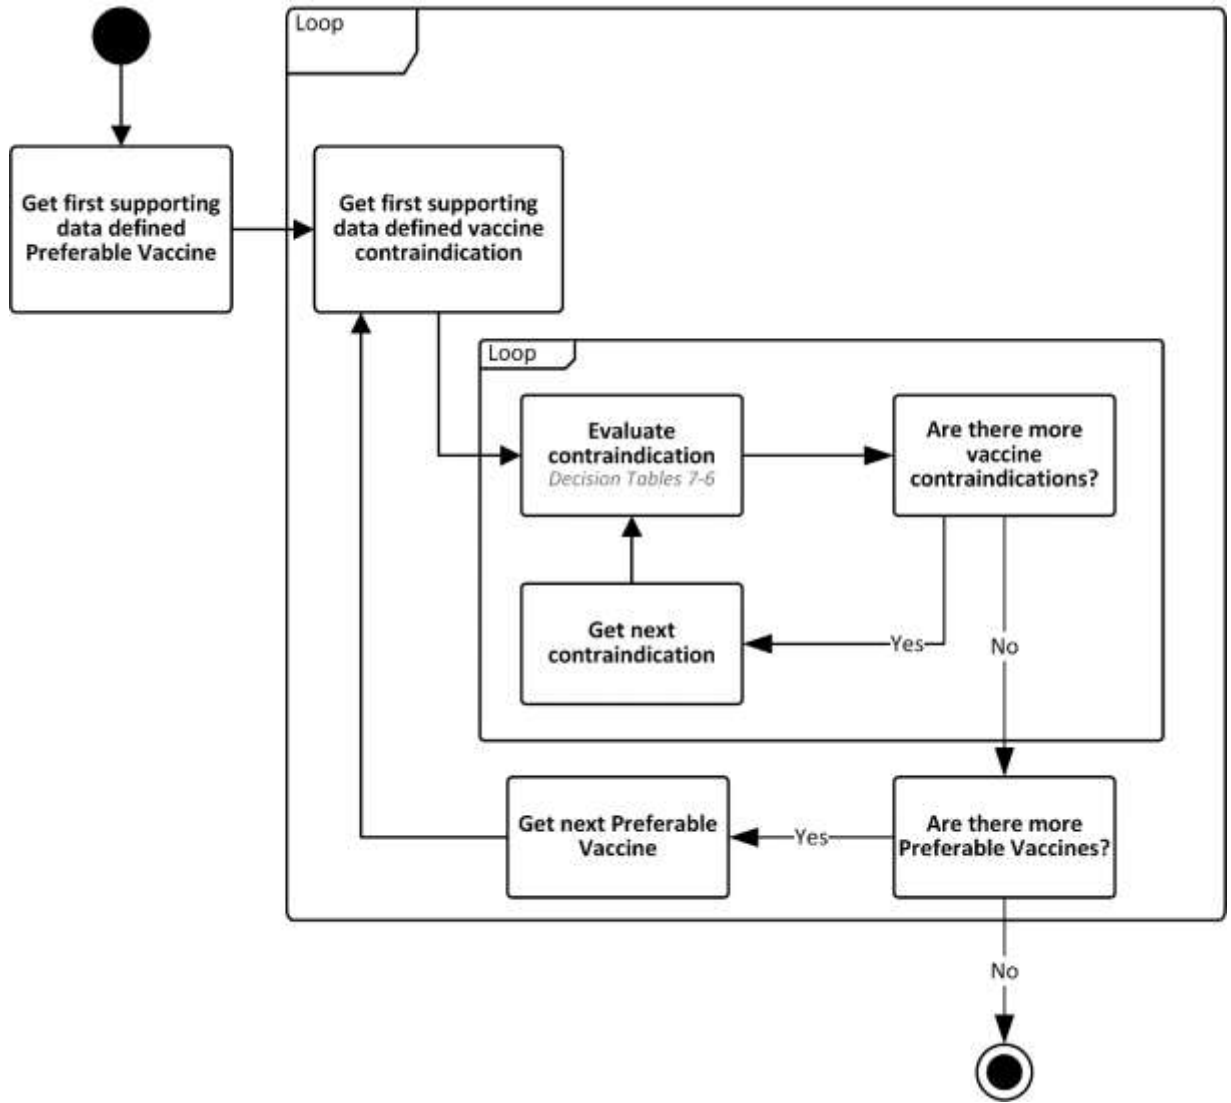 Loop
Get first supporting
data defined
Preferable Vaccine
Get first supporting
data defined vaccine
contraindication
Loop
Evaluate
contraindication
Decision Tables 7-6
Are there more
vaccine
contraindications?
Get next
contraindication
Yes
No
Get next Preferable
Vaccine
Yes
Are there more
Preferable Vaccines?
No